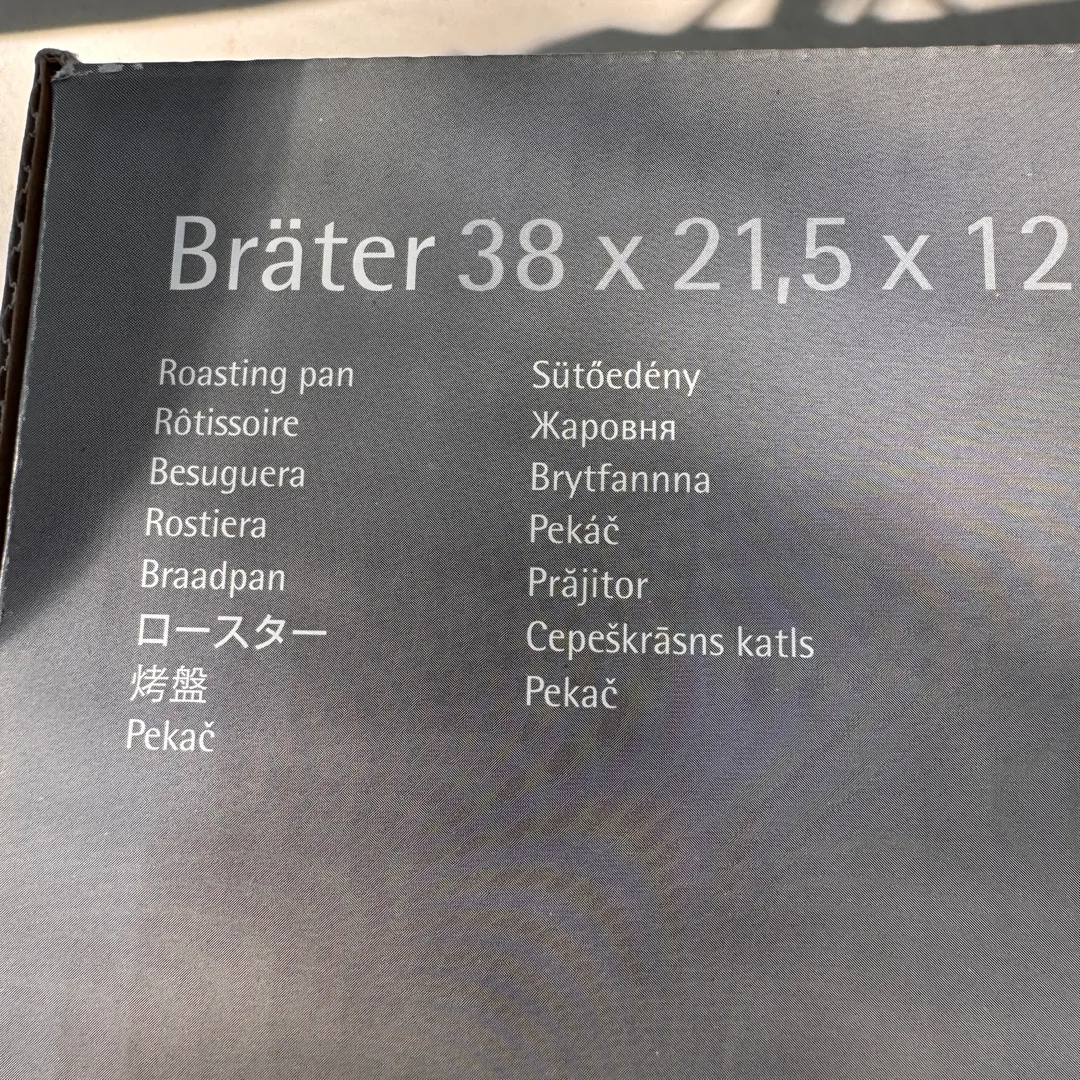 Bräter 38 x 21,5 x 12
Roasting pan
Rôtissoire
Besuguera
Rostiera
Braadpan
ロースター
烤盤
Pekač
Sütőedény
Жаровня
Brytfannna
Pekáč
Prăjitor
Cepeškrāsns katls
Pekač